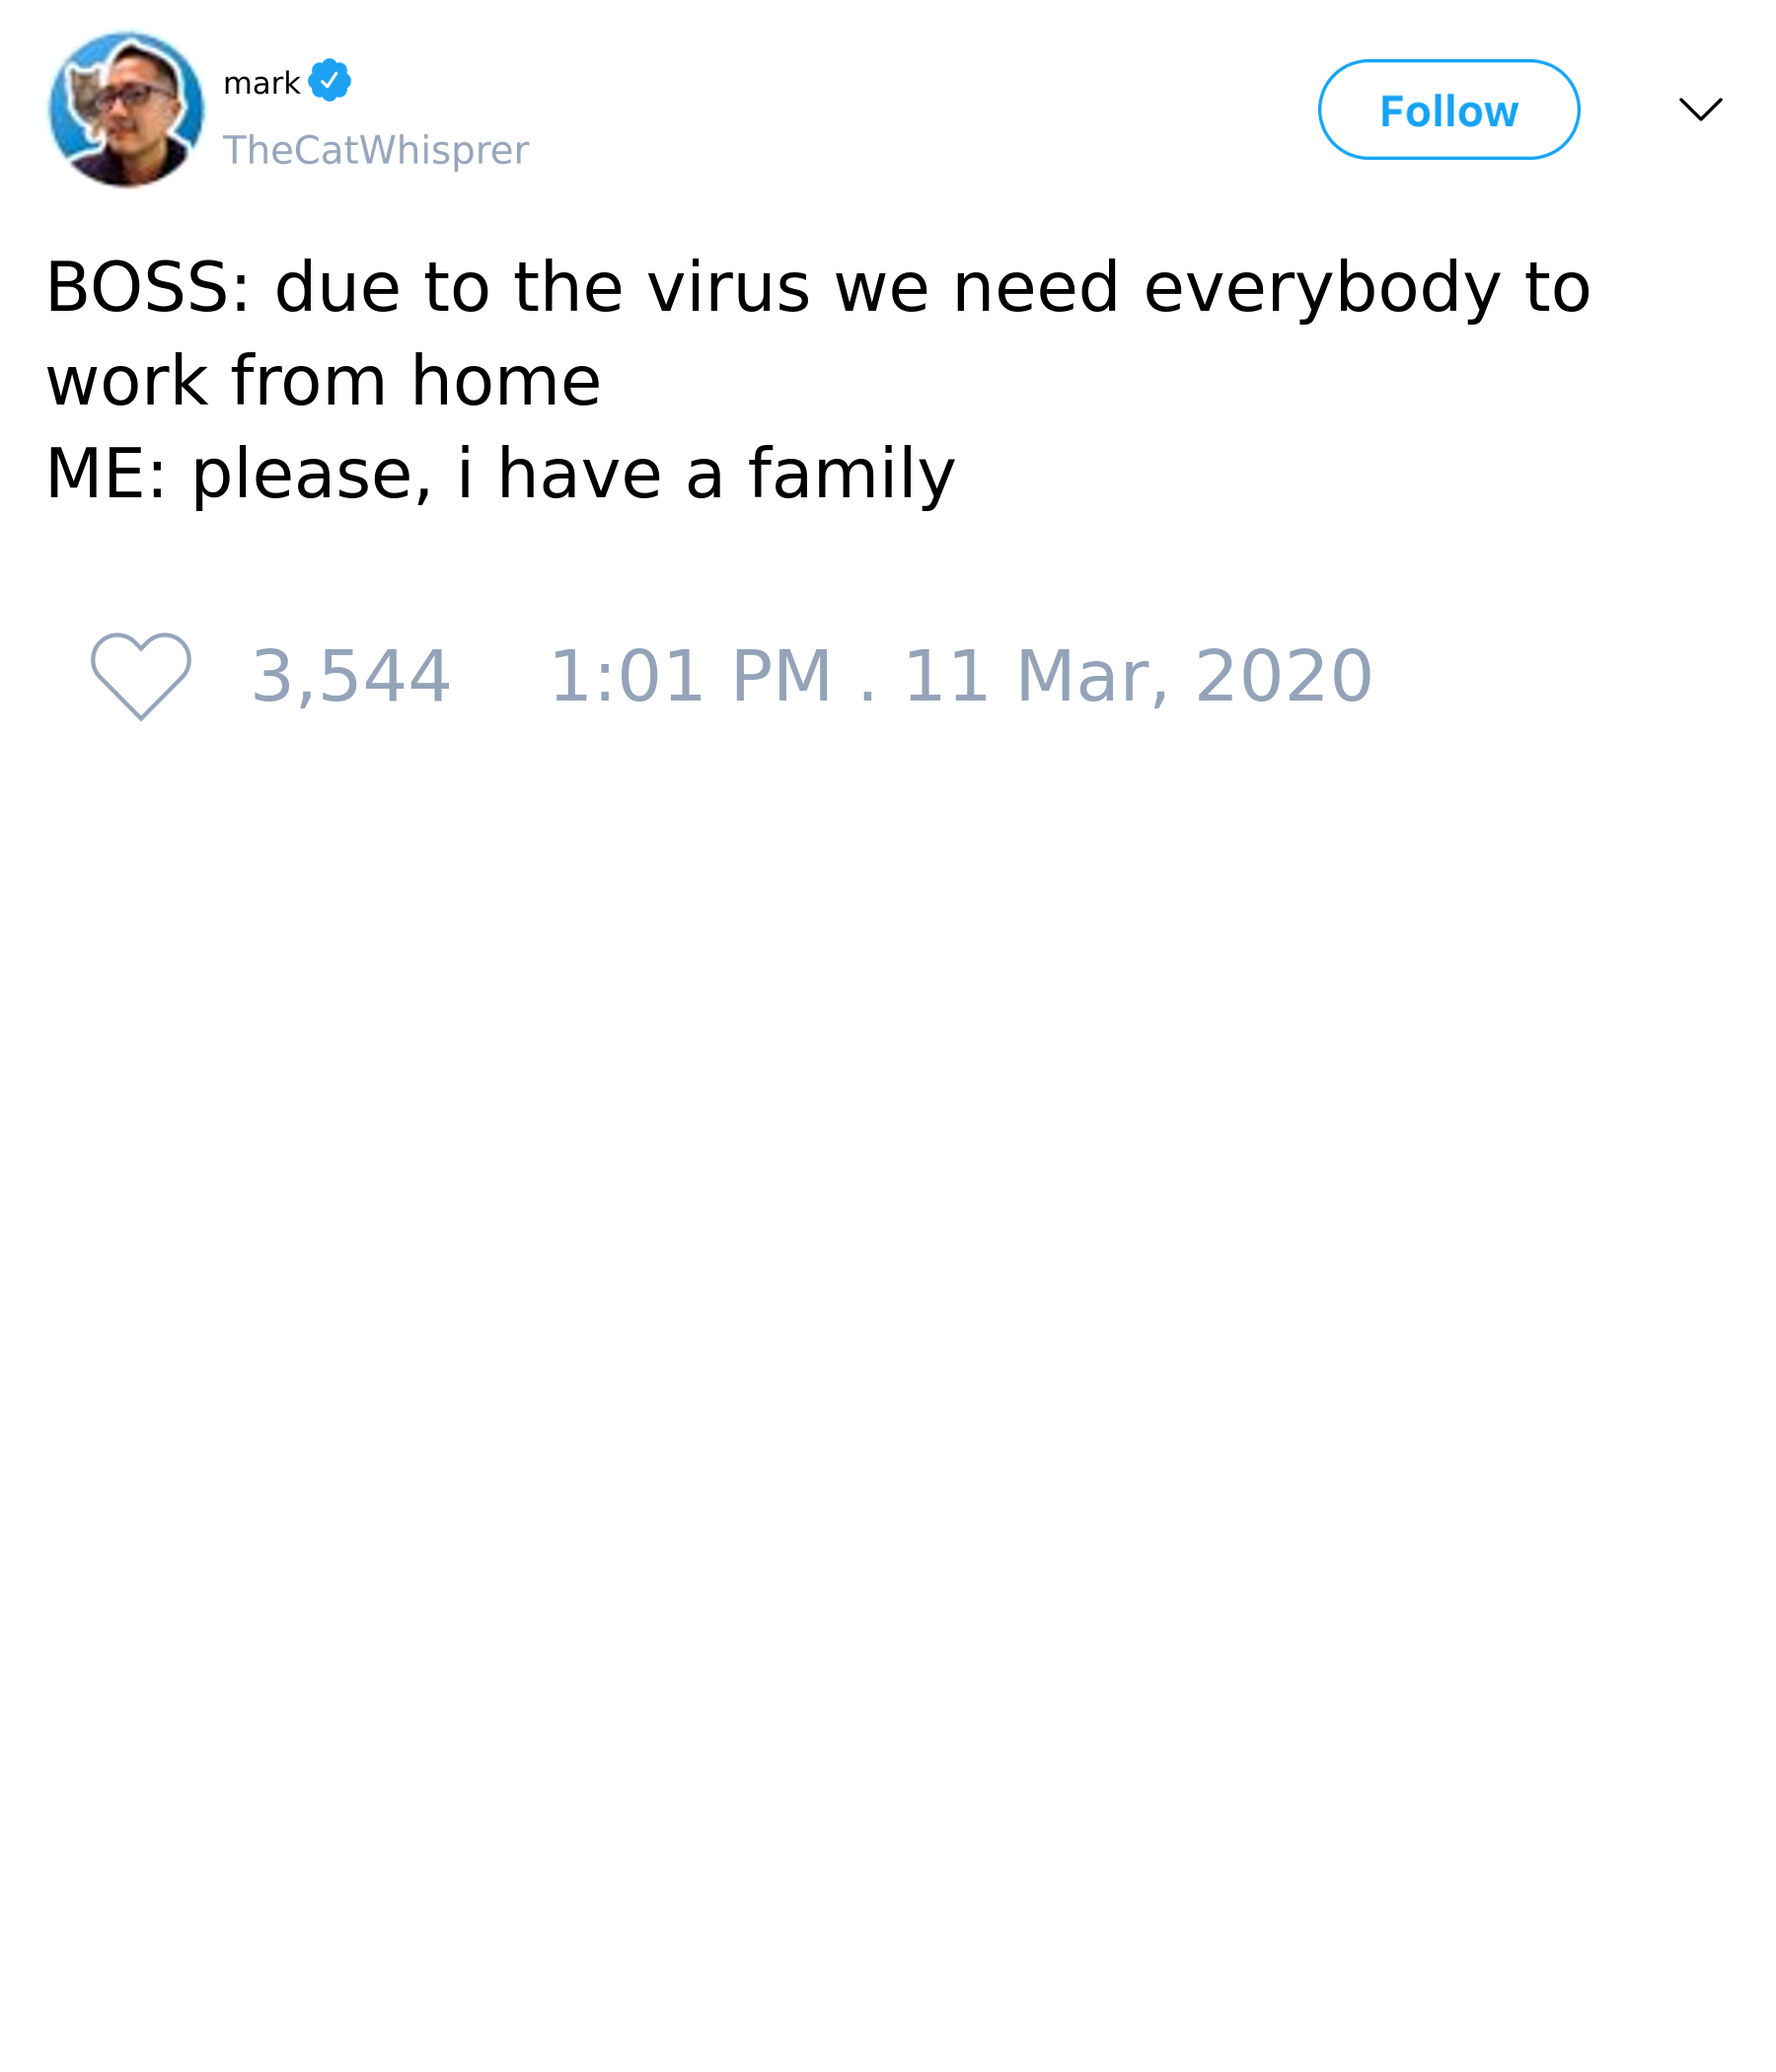 mark
TheCatWhisprer
Follow
BOSS: due to the virus we need everybody to
work from home
ME: please, i have a family
3,544 1:01 PM . 11 Mar, 2020